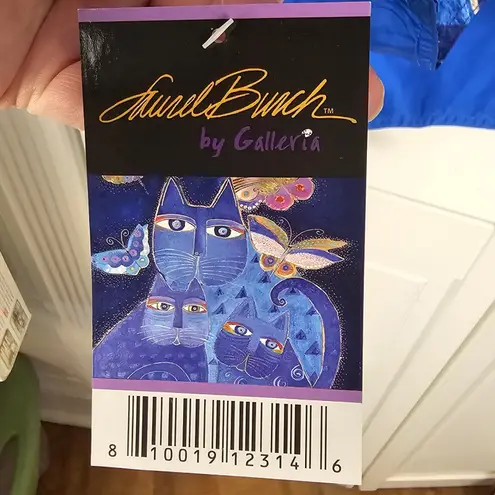 Laurel Burch™
by Galleria
8 10019 12314 6